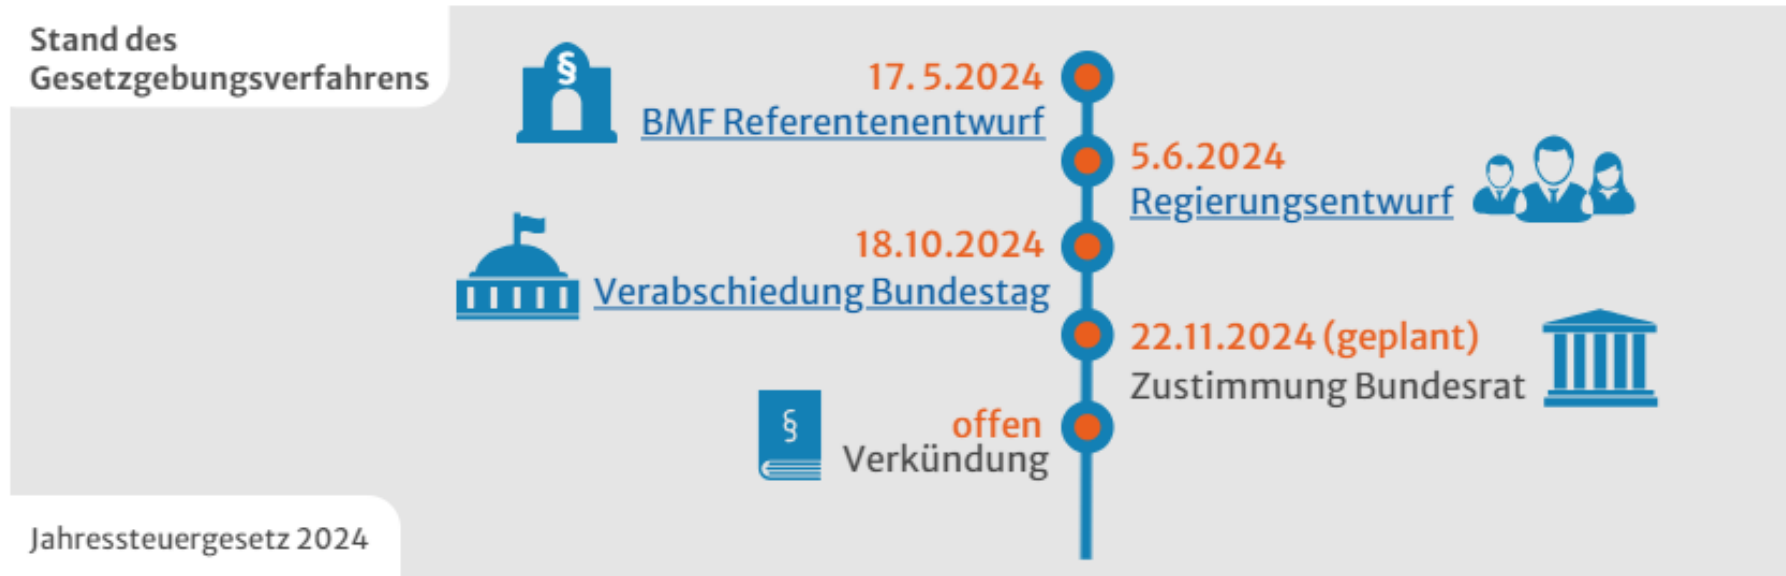 Stand des
Gesetzgebungsverfahrens
§
17.5.2024
BMF Referentenentwurf
5.6.2024
Regierungsentwurf
18.10.2024
Verabschiedung Bundestag
22.11.2024 (geplant)
Zustimmung Bundesrat
§
offen
Verkündung
Jahressteuergesetz 2024